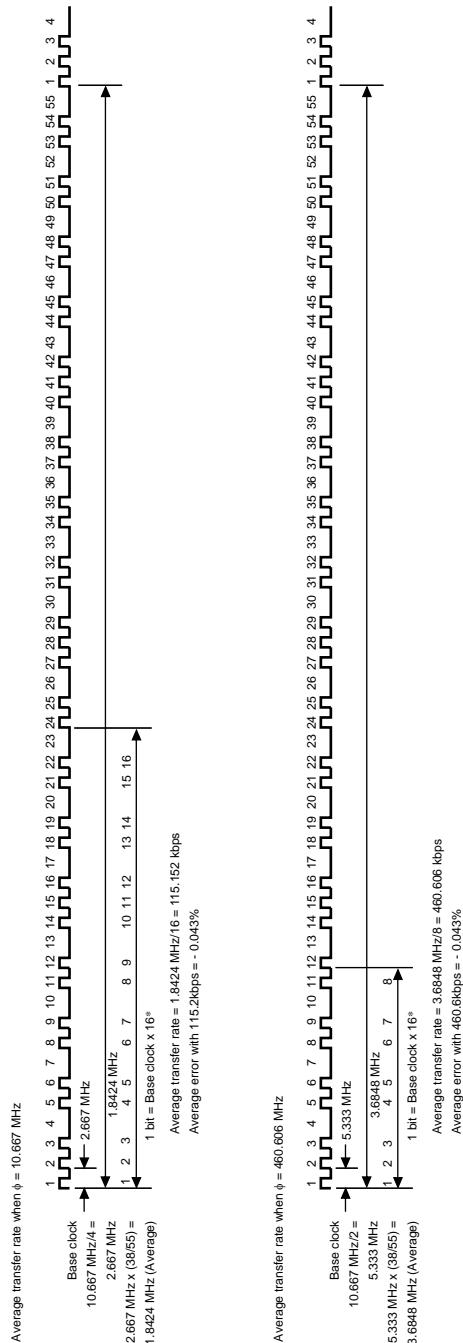 Average transfer rate when ϕ = 10.667 MHz
1 2 3 4 5 6 7 8 9 10 11 12 13 14 15 16 17 18 19 20 21 22 23 24 25 26 27 28 29 30 31 32 33 34 35 36 37 38 39 40 41 42 43 44 45 46 47 48 49 50 51 52 53 54 55 1 2 3 4
Base clock
10.667 MHz/4 =
2.667 MHz
2.667 MHz x (38/55) =
1.8424 MHz (Average)
2.667 MHz
1.8424 MHz
1 2 3 4 5 6 7 8 9 10 11 12 13 14 15 16
1 bit = Base clock x 16*
Average transfer rate = 1.8424 MHz/16 = 115.152 kbps
Average error with 115.2kbps = - 0.043%
Average transfer rate when ϕ = 460.606 MHz
1 2 3 4 5 6 7 8 9 10 11 12 13 14 15 16 17 18 19 20 21 22 23 24 25 26 27 28 29 30 31 32 33 34 35 36 37 38 39 40 41 42 43 44 45 46 47 48 49 50 51 52 53 54 55 1 2 3 4
Base clock
10.667 MHz/2 =
5.333 MHz
5.333 MHz x (38/55) =
3.6848 MHz (Average)
5.333 MHz
3.6848 MHz
1 2 3 4 5 6 7 8
1 bit = Base clock x 16*
Average transfer rate = 3.6848 MHz/8 = 460.606 kbps
Average error with 460.6kbps = - 0.043%